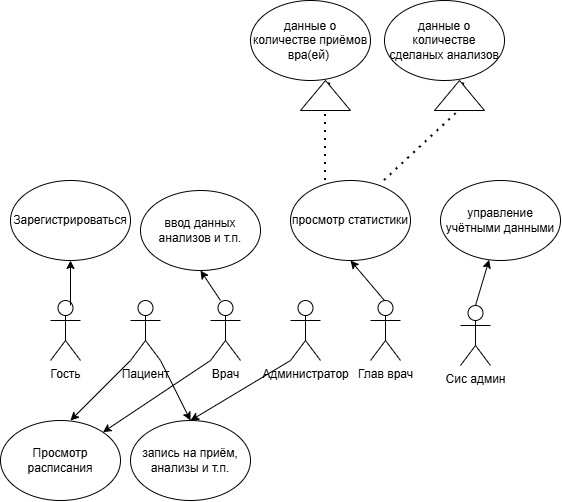 данные о
количестве приёмов
вра(ей)
данные о
количестве
сделаных анализов
Зарегистрироваться
ввод данных
анализов и т.п.
просмотр статистики
управление
учётными данными
Гость
Пациент
Врач
Администратор
Глав врач
Сис админ
Просмотр
расписания
запись на приём,
анализы и т.п.